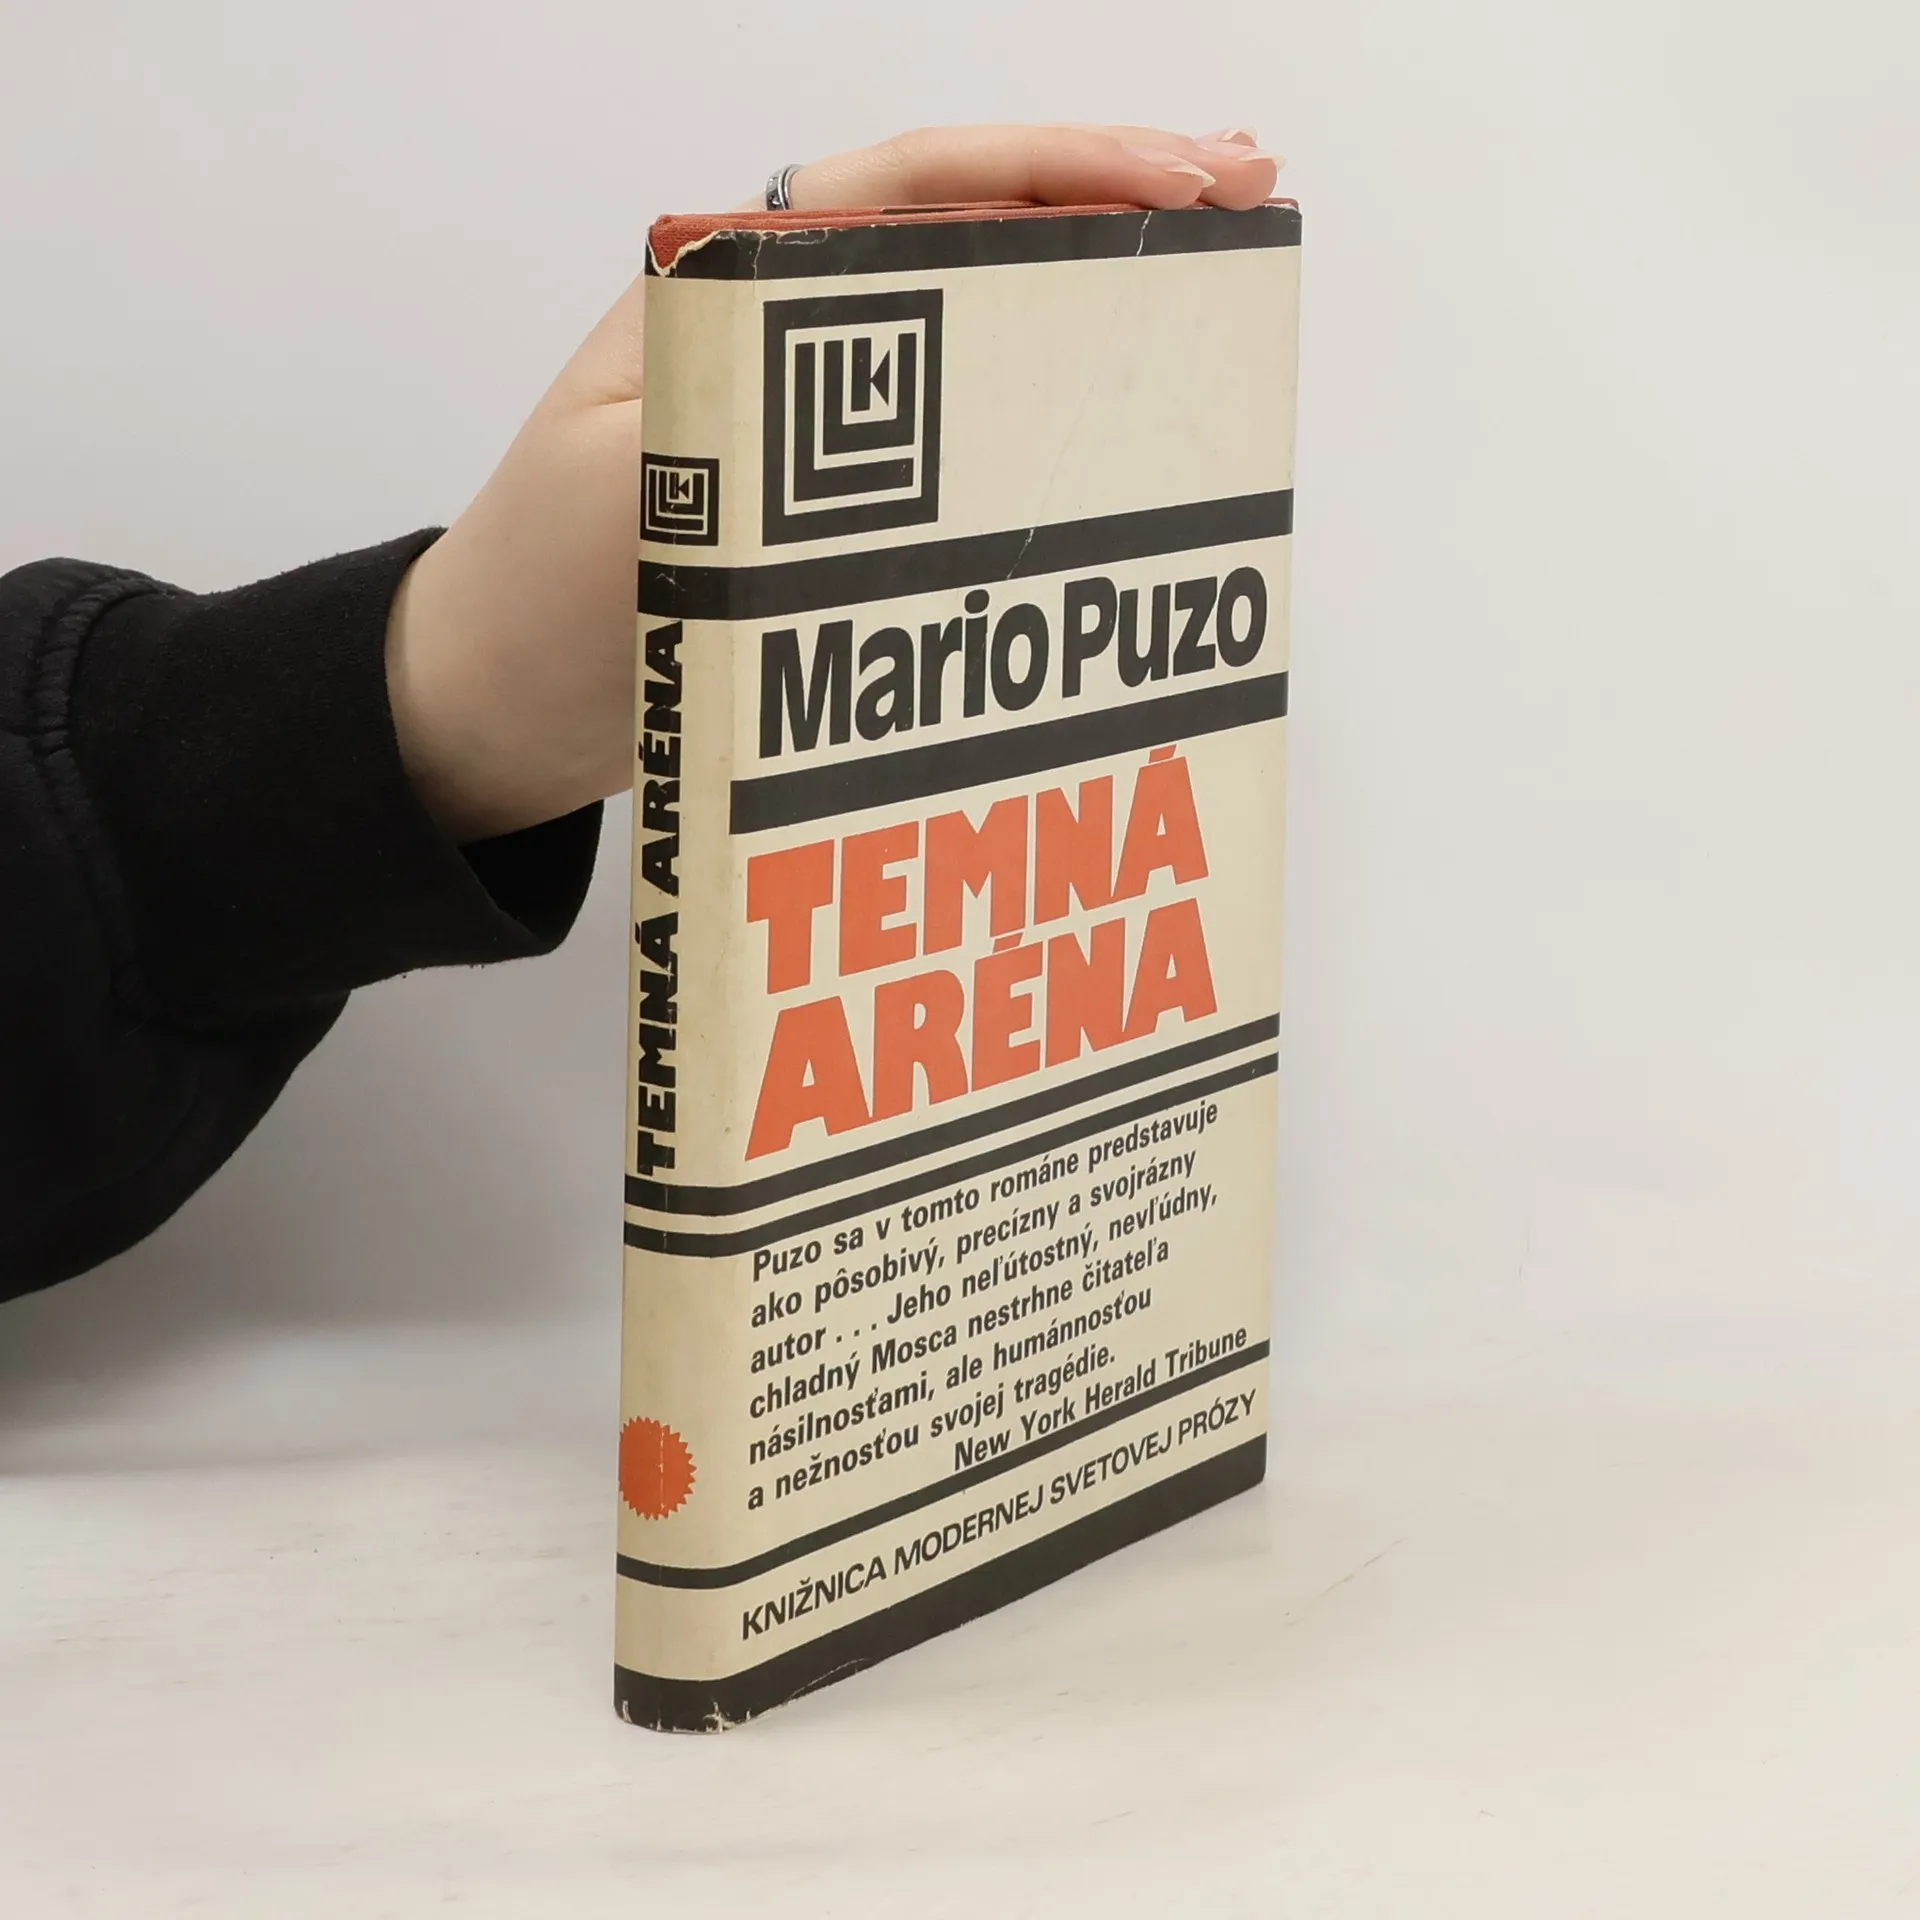 TEMNÁ ARÉNA
Mario Puzo
TEMNÁ
ARÉNA
Puzo sa v tomto románe predstavuje
ako pôsobivý, precízny a svojrázny
autor . . . Jeho neľútostný, nevľúdny,
chladný Mosca nestrhne čitateľa
násilnosťami, ale humánnosťou
a nežnosťou svojej tragédie.
New York Herald Tribune
KNIŽNICA MODERNEJ SVETOVEJ PRÓZY